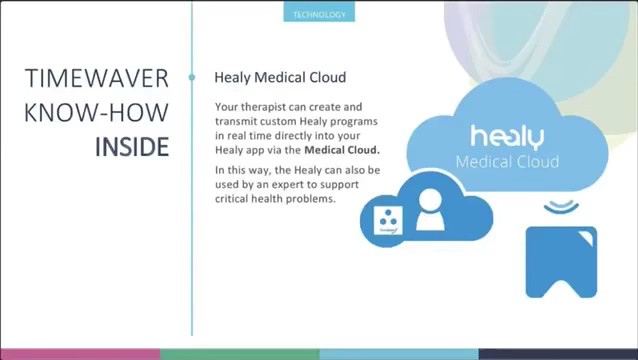 TECHNOLOGY
TIMEWAVER
KNOW-HOW
INSIDE
Healy Medical Cloud
Your therapist can create and
transmit custom Healy programs
in real time directly into your
Healy app via the Medical Cloud.
In this way, the Healy can also be
used by an expert to support
critical health problems.
healy
Medical Cloud